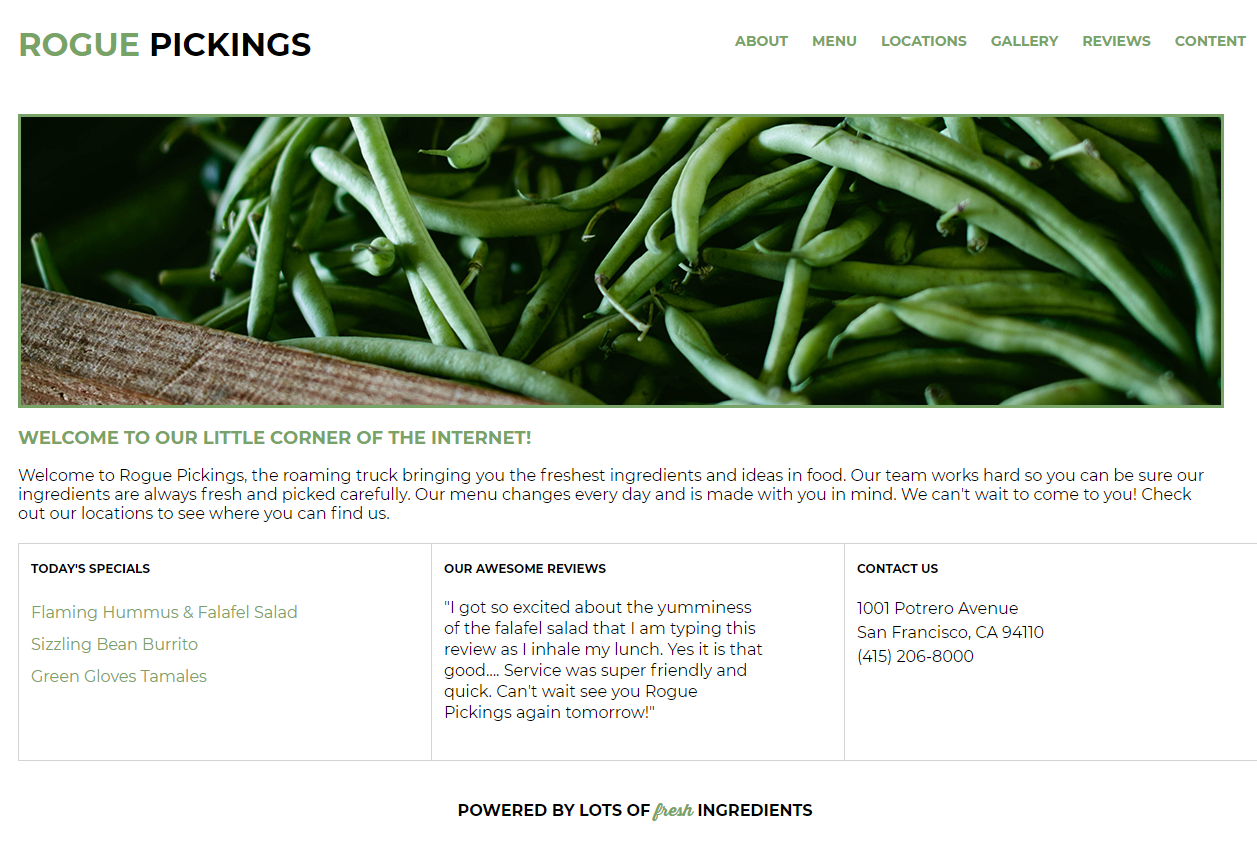 ROGUE PICKINGS
ABOUT MENU LOCATIONS GALLERY REVIEWS CONTENT
WELCOME TO OUR LITTLE CORNER OF THE INTERNET!
Welcome to Rogue Pickings, the roaming truck bringing you the freshest ingredients and ideas in food. Our team works hard so you can be sure our
ingredients are always fresh and picked carefully. Our menu changes every day and is made with you in mind. We can't wait to come to you! Check
out our locations to see where you can find us.
TODAY'S SPECIALS
Flaming Hummus & Falafel Salad
Sizzling Bean Burrito
Green Gloves Tamales
OUR AWESOME REVIEWS
"I got so excited about the yumminess
of the falafel salad that I am typing this
review as I inhale my lunch. Yes it is that
good.... Service was super friendly and
quick. Can't wait see you Rogue
Pickings again tomorrow!"
CONTACT US
1001 Potrero Avenue
San Francisco, CA 94110
(415) 206-8000
POWERED BY LOTS OF fresh INGREDIENTS